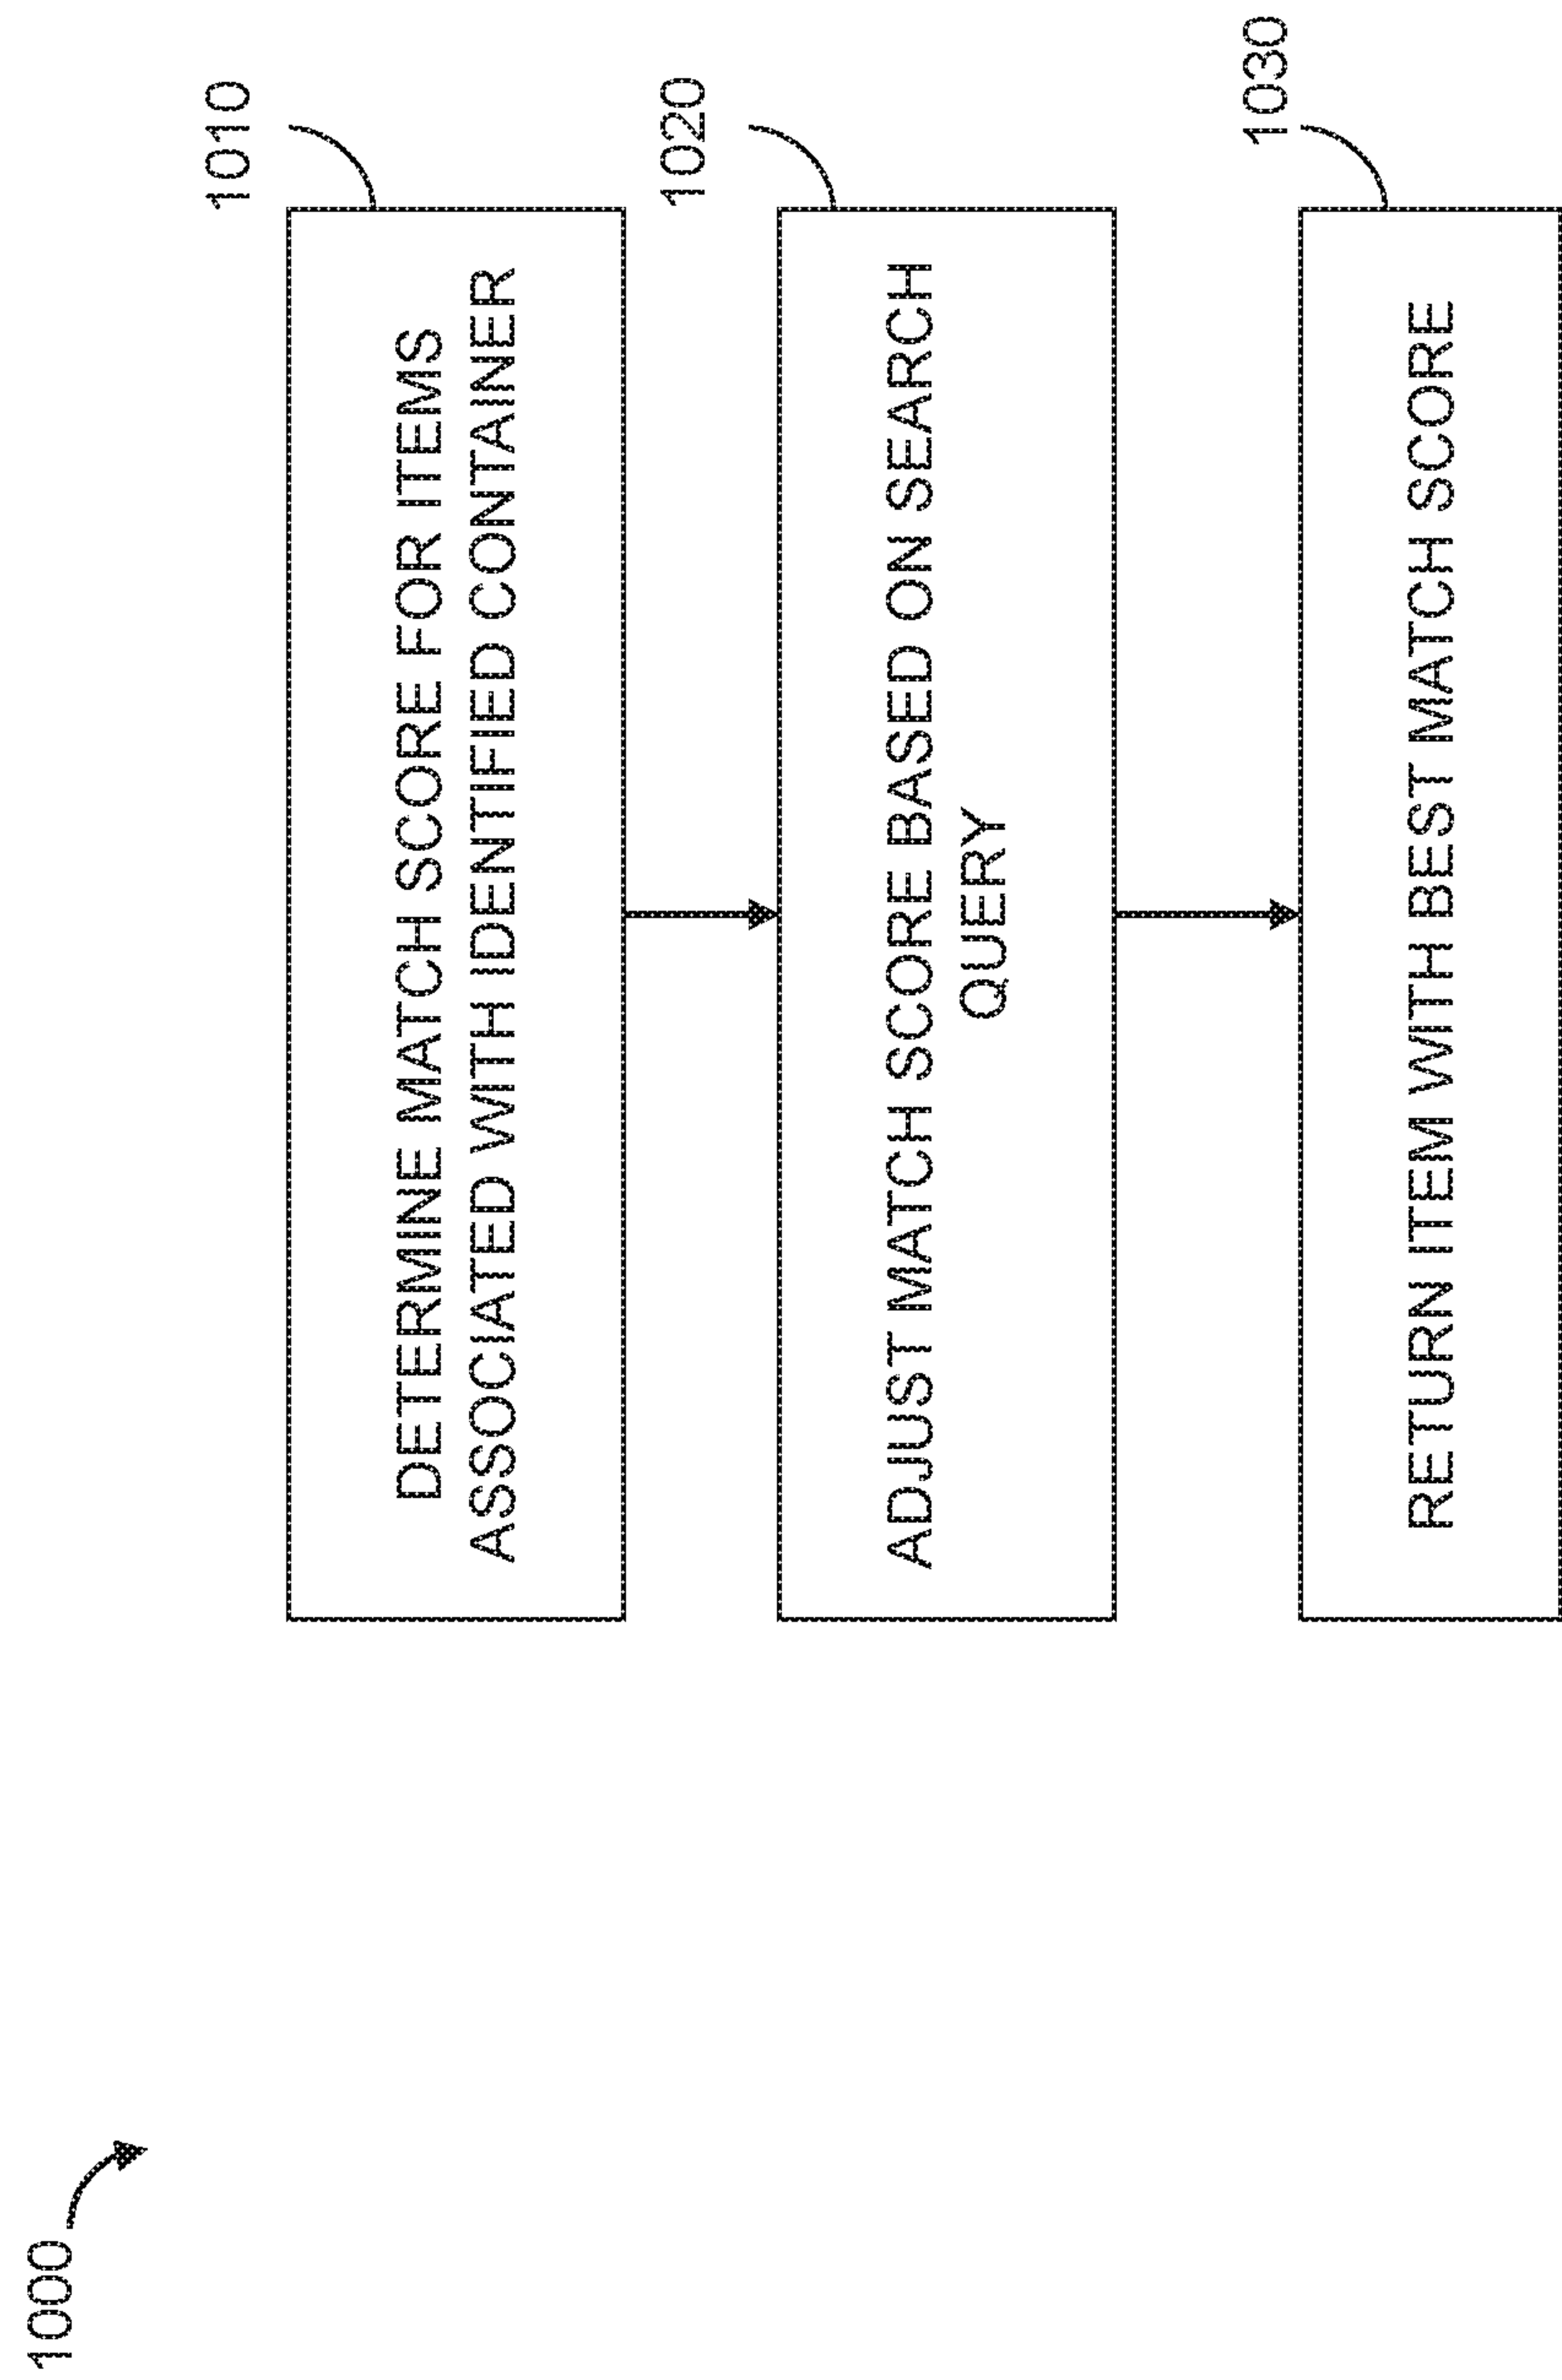 1000
1010
DETERMINE MATCH SCORE FOR ITEMS
ASSOCIATED WITH IDENTIFIED CONTAINER
1020
ADJUST MATCH SCORE BASED ON SEARCH
QUERY
1030
RETURN ITEM WITH BEST MATCH SCORE